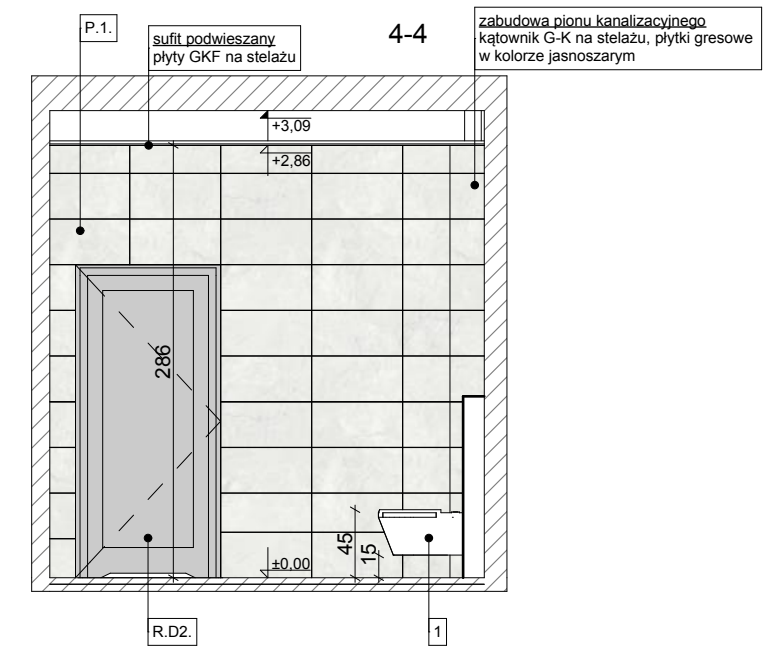 P.1.
sufit podwieszany
płyty GKF na stelażu
4-4
zabudowa pionu kanalizacyjnego
kątownik G-K na stelażu, płytki gresowe
w kolorze jasnoszarym
+3,09
+2,86
286
45
15
±0,00
R.D2.
1